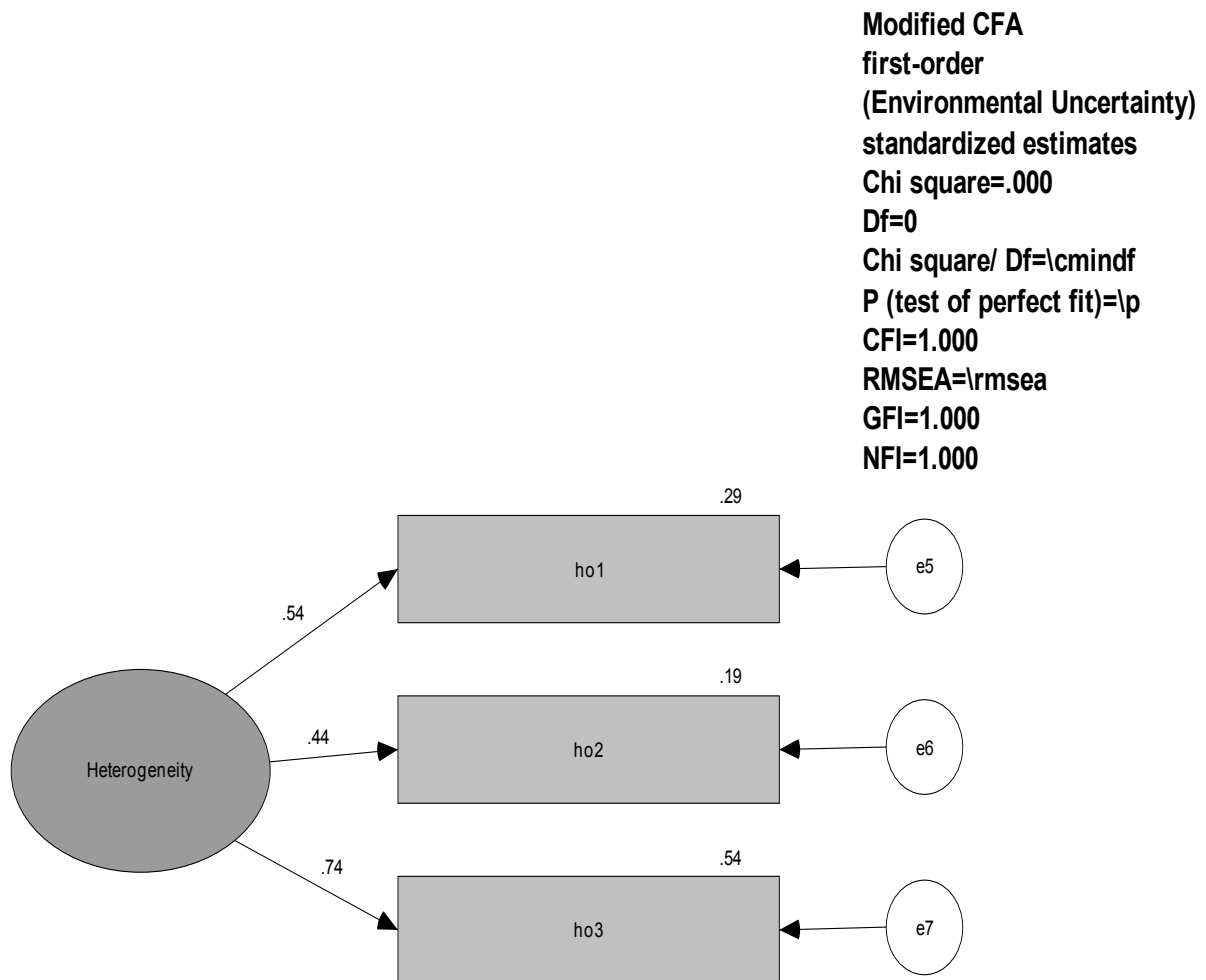 Modified CFA
first-order
(Environmental Uncertainty)
standardized estimates
Chi square=.000
Df=0
Chi square/ Df=\cmindf
P (test of perfect fit)=\p
CFI=1.000
RMSEA=\rmsea
GFI=1.000
NFI=1.000
.29
ho1
e5
.54
.19
ho2
e6
.44
Heterogeneity
.54
ho3
e7
.74